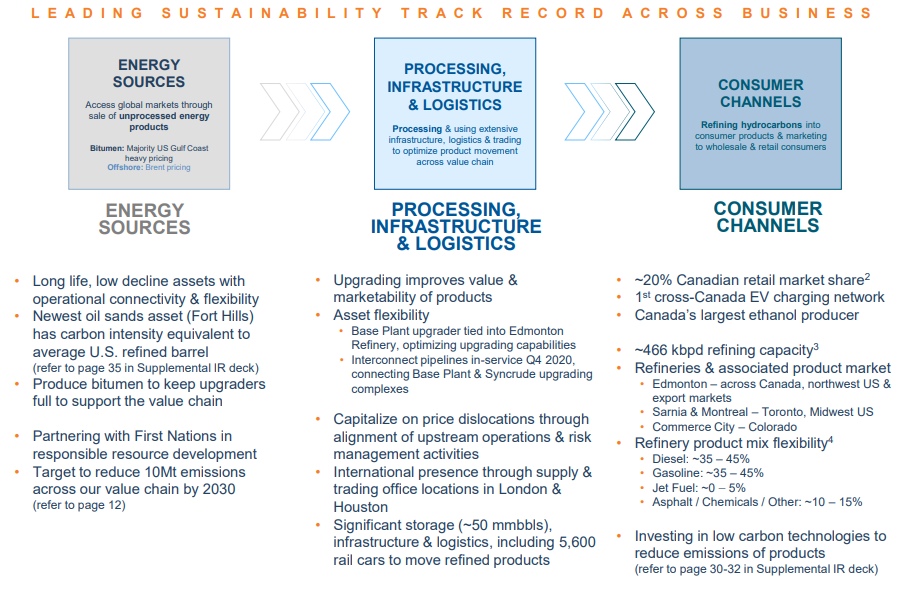 LEADING SUSTAINABILITY TRACK RECORD ACROSS BUSINESS
ENERGY
SOURCES
Access global markets through
sale of unprocessed energy
products
Bitumen: Majority US Gulf Coast
heavy pricing
Offshore: Brent pricing
PROCESSING,
INFRASTRUCTURE
& LOGISTICS
Processing & using extensive
infrastructure, logistics & trading
to optimize product movement
across value chain
CONSUMER
CHANNELS
Refining hydrocarbons into
consumer products & marketing
to wholesale & retail consumers
ENERGY
SOURCES
• Long life, low decline assets with
operational connectivity & flexibility
• Newest oil sands asset (Fort Hills)
has carbon intensity equivalent to
average U.S. refined barrel
(refer to page 35 in Supplemental IR deck)
• Produce bitumen to keep upgraders
full to support the value chain
• Partnering with First Nations in
responsible resource development
• Target to reduce 10Mt emissions
across our value chain by 2030
(refer to page 12)
PROCESSING,
INFRASTRUCTURE
& LOGISTICS
• Upgrading improves value &
marketability of products
• Asset flexibility
• Base Plant upgrader tied into Edmonton
Refinery, optimizing upgrading capabilities
• Interconnect pipelines in-service Q4 2020,
connecting Base Plant & Syncrude upgrading
complexes
• Capitalize on price dislocations through
alignment of upstream operations & risk
management activities
• International presence through supply &
trading office locations in London &
Houston
• Significant storage (~50 mmbbls),
infrastructure & logistics, including 5,600
rail cars to move refined products
CONSUMER
CHANNELS
• ~20% Canadian retail market share²
• 1st cross-Canada EV charging network
• Canada's largest ethanol producer
• ~466 kbpd refining capacity³
• Refineries & associated product market
• Edmonton – across Canada, northwest US &
export markets
• Sarnia & Montreal – Toronto, Midwest US
• Commerce City – Colorado
• Refinery product mix flexibility⁴
• Diesel: ~35 – 45%
• Gasoline: ~35 – 45%
• Jet Fuel: ~0 – 5%
• Asphalt / Chemicals / Other: ~10 – 15%
• Investing in low carbon technologies to
reduce emissions of products
(refer to page 30-32 in Supplemental IR deck)